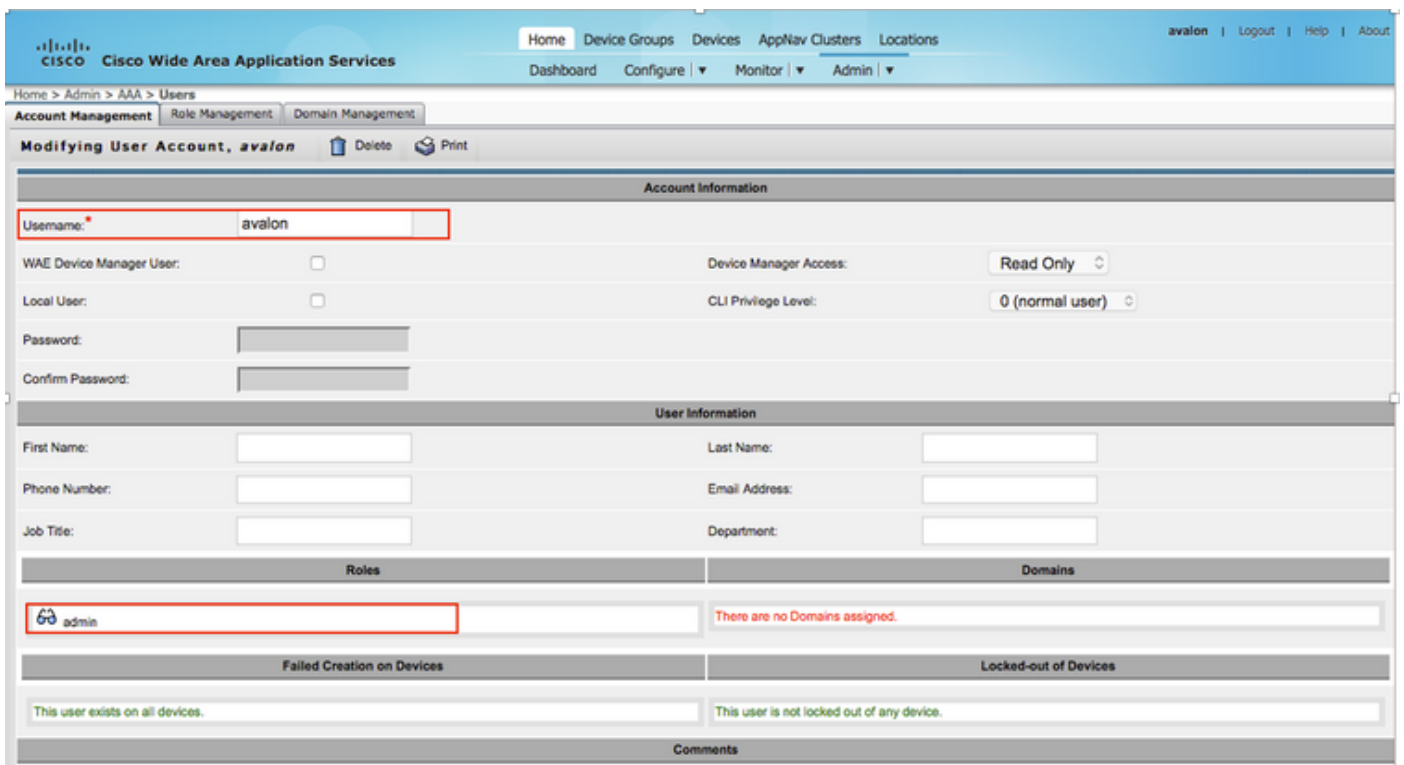 avalon | Logout | Help | About
Home Device Groups Devices AppNav Clusters Locations
CISCO Cisco Wide Area Application Services
Dashboard Configure | ▼ Monitor | ▼ Admin | ▼
Home > Admin > AAA > Users
Account Management Role Management Domain Management
Modifying User Account, avalon Delete Print
Account Information
Username:* avalon
WAE Device Manager User: Device Manager Access: Read Only
Local User: CLI Privilege Level: 0 (normal user)
Password:
Confirm Password:
User Information
First Name: Last Name:
Phone Number: Email Address:
Job Title: Department:
Roles Domains
admin There are no Domains assigned.
Failed Creation on Devices Locked-out of Devices
This user exists on all devices. This user is not locked out of any device.
Comments